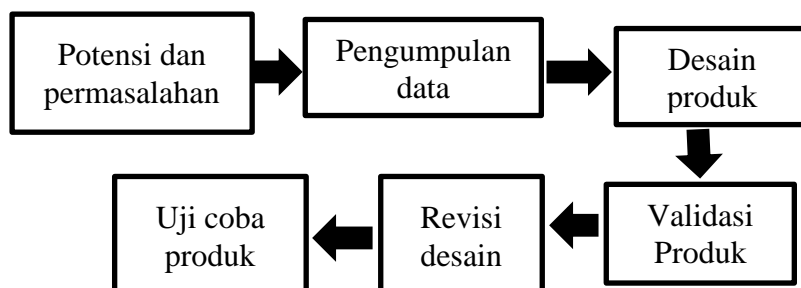 Potensi dan
permasalahan
Pengumpulan
data
Desain
produk
Validasi
Produk
Revisi
desain
Uji coba
produk